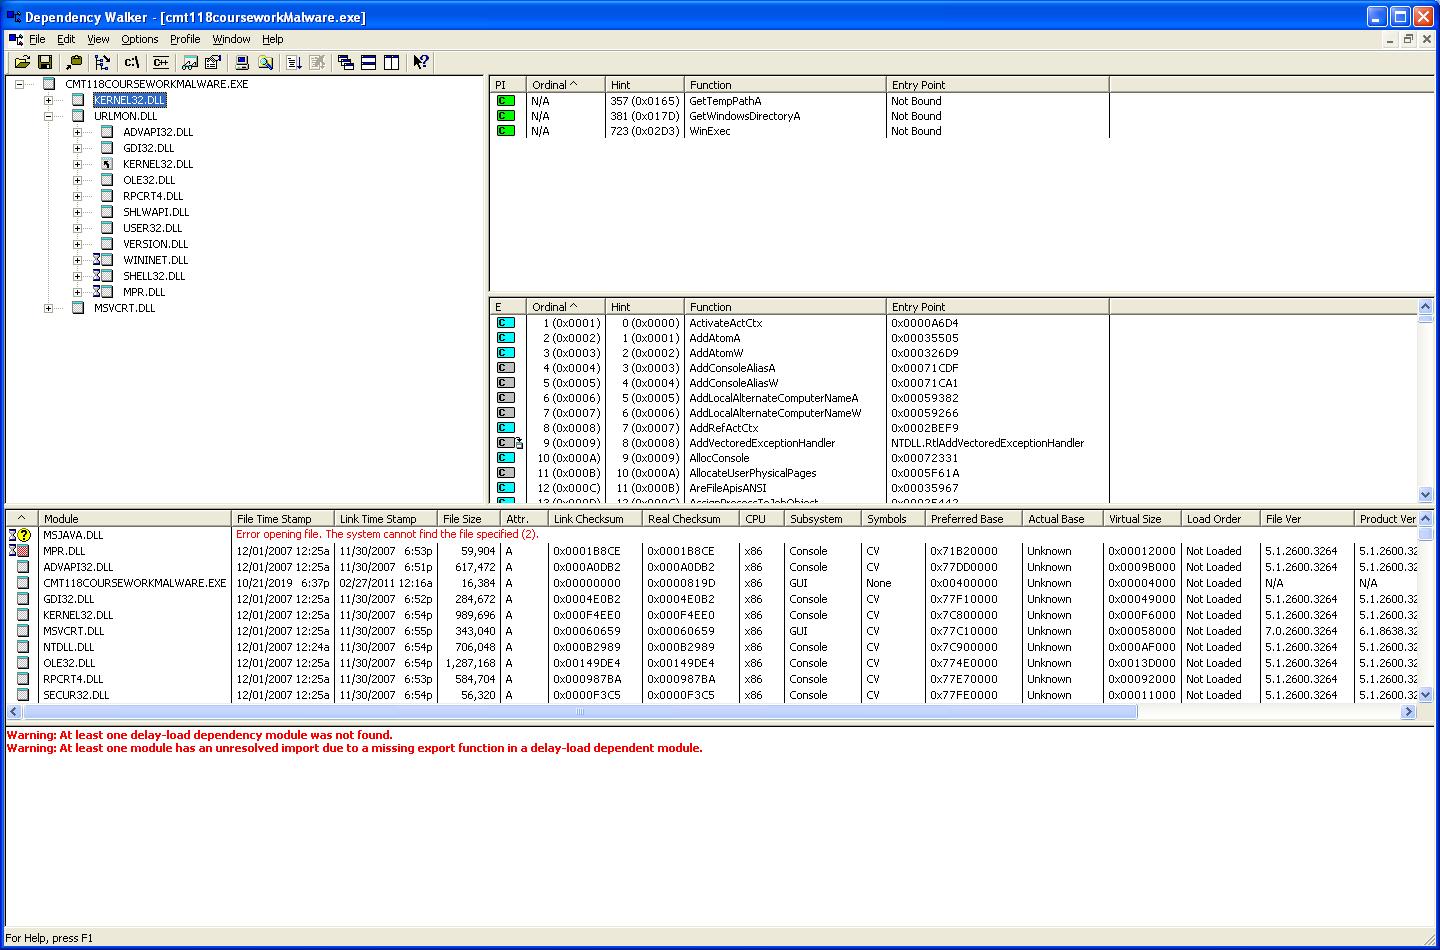 Dependency Walker - [cmt118courseworkMalware.exe]
File Edit View Options Profile Window Help
c:\ C++
CMT118COURSEWORKMALWARE.EXE
KERNEL32.DLL
URLMON.DLL
ADVAPI32.DLL
GDI32.DLL
KERNEL32.DLL
OLE32.DLL
RPCRT4.DLL
SHLWAPI.DLL
USER32.DLL
VERSION.DLL
WININET.DLL
SHELL32.DLL
MPR.DLL
MSVCRT.DLL
PI Ordinal ^ Hint Function Entry Point
C N/A 357 (0x0165) GetTempPathA Not Bound
C N/A 381 (0x017D) GetWindowsDirectoryA Not Bound
C N/A 723 (0x02D3) WinExec Not Bound
E Ordinal ^ Hint Function Entry Point
C 1 (0x0001) 0 (0x0000) ActivateActCtx 0x0000A6D4
C 2 (0x0002) 1 (0x0001) AddAtomA 0x00035505
C 3 (0x0003) 2 (0x0002) AddAtomW 0x000326D9
C 4 (0x0004) 3 (0x0003) AddConsoleAliasA 0x00071CDF
C 5 (0x0005) 4 (0x0004) AddConsoleAliasW 0x00071CA1
C 6 (0x0006) 5 (0x0005) AddLocalAlternateComputerNameA 0x00059382
C 7 (0x0007) 6 (0x0006) AddLocalAlternateComputerNameW 0x00059266
C 8 (0x0008) 7 (0x0007) AddRefActCtx 0x0002BEF9
C 9 (0x0009) 8 (0x0008) AddVectoredExceptionHandler NTDLL.RtlAddVectoredExceptionHandler
C 10 (0x000A) 9 (0x0009) AllocConsole 0x00072331
C 11 (0x000B) 10 (0x000A) AllocateUserPhysicalPages 0x0005F61A
C 12 (0x000C) 11 (0x000B) AreFileApisANSI 0x00035967
^ Module File Time Stamp Link Time Stamp File Size Attr. Link Checksum Real Checksum CPU Subsystem Symbols Preferred Base Actual Base Virtual Size Load Order File Ver Product Ver
? MSJAVA.DLL Error opening file. The system cannot find the file specified (2).
MPR.DLL 12/01/2007 12:25a 11/30/2007 6:53p 59,904 A 0x0001B8CE 0x0001B8CE x86 Console CV 0x71B20000 Unknown 0x00012000 Not Loaded 5.1.2600.3264 5.1.2600.32
ADVAPI32.DLL 12/01/2007 12:25a 11/30/2007 6:51p 617,472 A 0x000A0DB2 0x000A0DB2 x86 Console CV 0x77DD0000 Unknown 0x0009B000 Not Loaded 5.1.2600.3264 5.1.2600.32
CMT118COURSEWORKMALWARE.EXE 10/21/2019 6:37p 02/27/2011 12:16a 16,384 A 0x00000000 0x0000819D x86 GUI None 0x00400000 Unknown 0x00004000 Not Loaded N/A N/A
GDI32.DLL 12/01/2007 12:25a 11/30/2007 6:52p 284,672 A 0x0004E0B2 0x0004E0B2 x86 Console CV 0x77F10000 Unknown 0x00049000 Not Loaded 5.1.2600.3264 5.1.2600.32
KERNEL32.DLL 12/01/2007 12:25a 11/30/2007 6:54p 989,696 A 0x000F4EE0 0x000F4EE0 x86 Console CV 0x7C800000 Unknown 0x000F6000 Not Loaded 5.1.2600.3264 5.1.2600.32
MSVCRT.DLL 12/01/2007 12:25a 11/30/2007 6:55p 343,040 A 0x00060659 0x00060659 x86 GUI CV 0x77C10000 Unknown 0x00058000 Not Loaded 7.0.2600.3264 6.1.8638.32
NTDLL.DLL 12/01/2007 12:24a 11/30/2007 6:54p 706,048 A 0x000B2989 0x000B2989 x86 Console CV 0x7C900000 Unknown 0x000AF000 Not Loaded 5.1.2600.3264 5.1.2600.32
OLE32.DLL 12/01/2007 12:25a 11/30/2007 6:54p 1,287,168 A 0x00149DE4 0x00149DE4 x86 Console CV 0x774E0000 Unknown 0x0013D000 Not Loaded 5.1.2600.3264 5.1.2600.32
RPCRT4.DLL 12/01/2007 12:25a 11/30/2007 6:54p 584,704 A 0x000987BA 0x000987BA x86 Console CV 0x77E70000 Unknown 0x00092000 Not Loaded 5.1.2600.3264 5.1.2600.32
SECUR32.DLL 12/01/2007 12:25a 11/30/2007 6:54p 56,320 A 0x0000F3C5 0x0000F3C5 x86 Console CV 0x77FE0000 Unknown 0x00011000 Not Loaded 5.1.2600.3264 5.1.2600.32
Warning: At least one delay-load dependency module was not found.
Warning: At least one module has an unresolved import due to a missing export function in a delay-load dependent module.
For Help, press F1